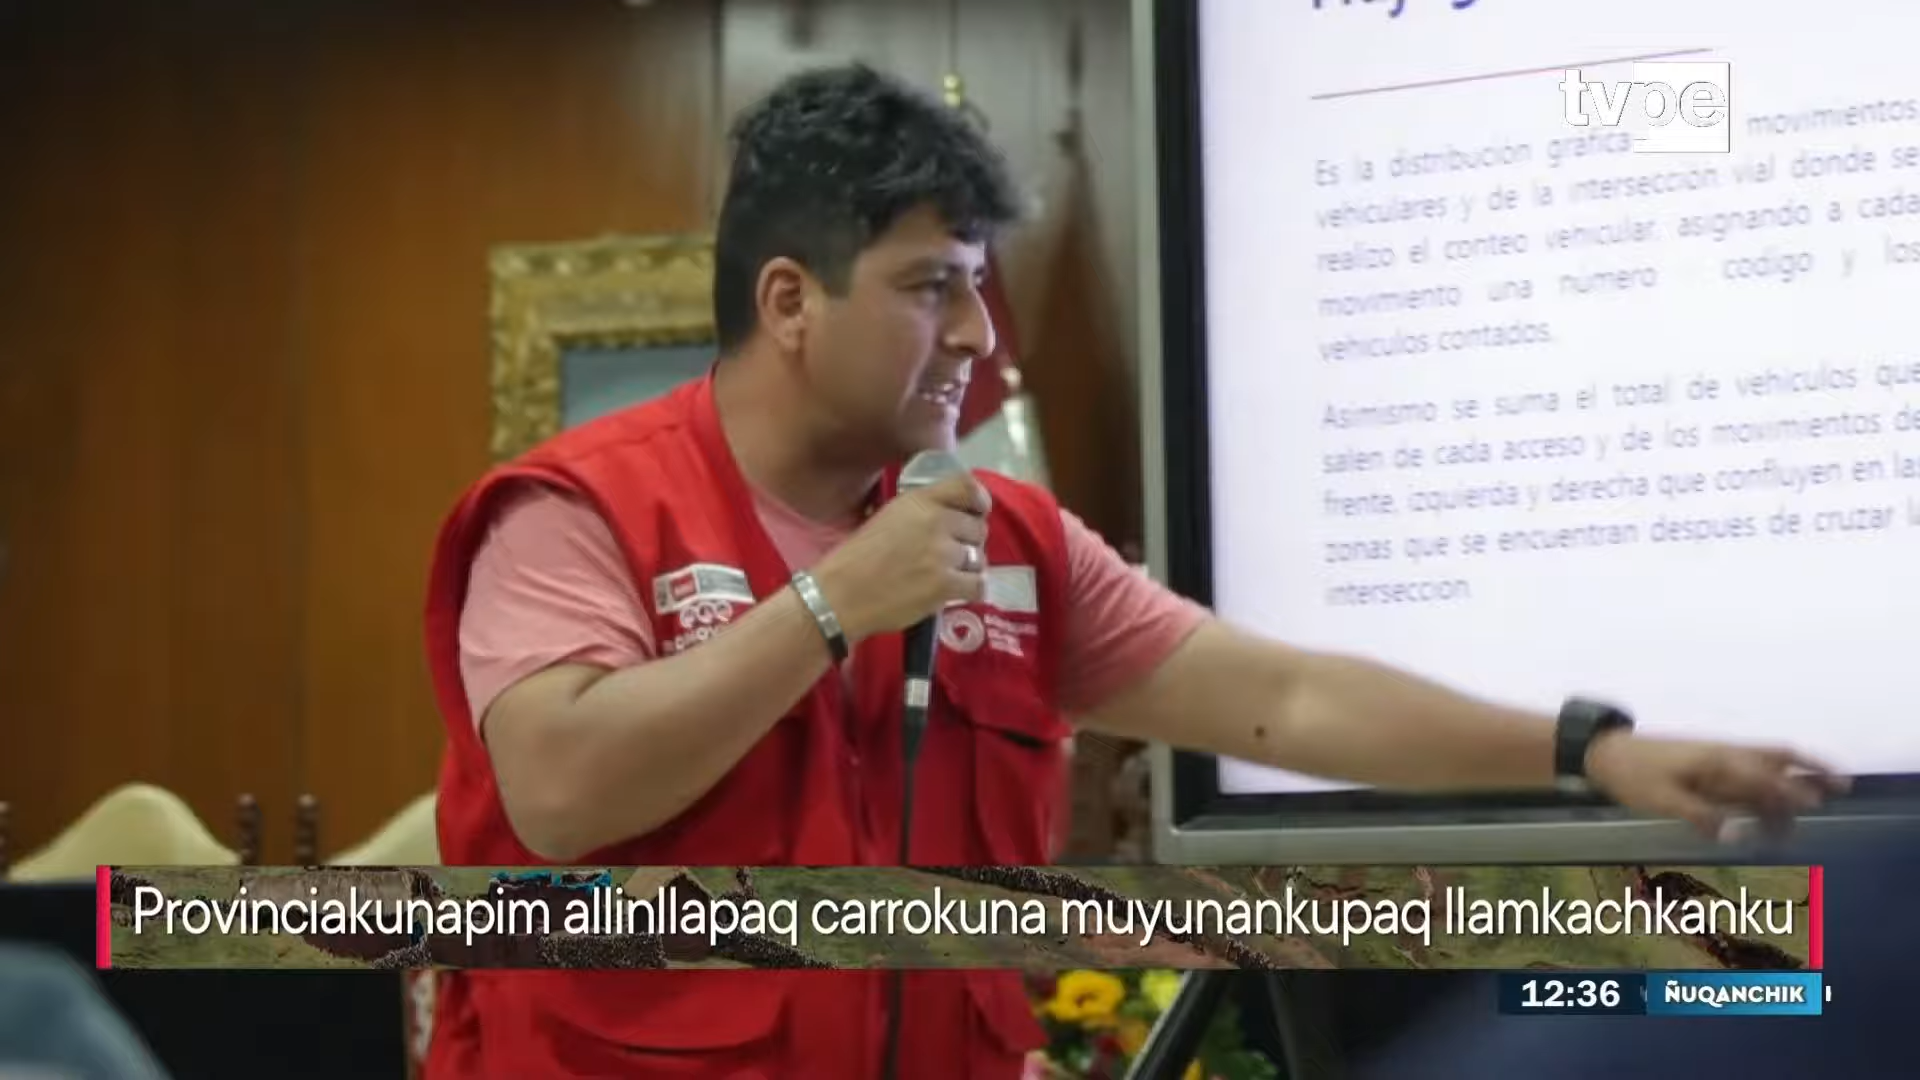 tvpe
Es la distribución gráfica movimientos
vehiculares y de la intersección vial donde se
realizo el conteo vehicular, asignando a cada
movimiento una numero codigo y los
vehiculos contados.
Asimismo se suma el total de vehiculos que
salen de cada acceso y de los movimientos de
frente, izquierda y derecha que confluyen en las
zonas que se encuentran despues de cruzar
interseccion.
Provinciakunapim allinllapaq carrokuna muyunankupaq llamkachkanku
12:36 ÑUQANCHIK